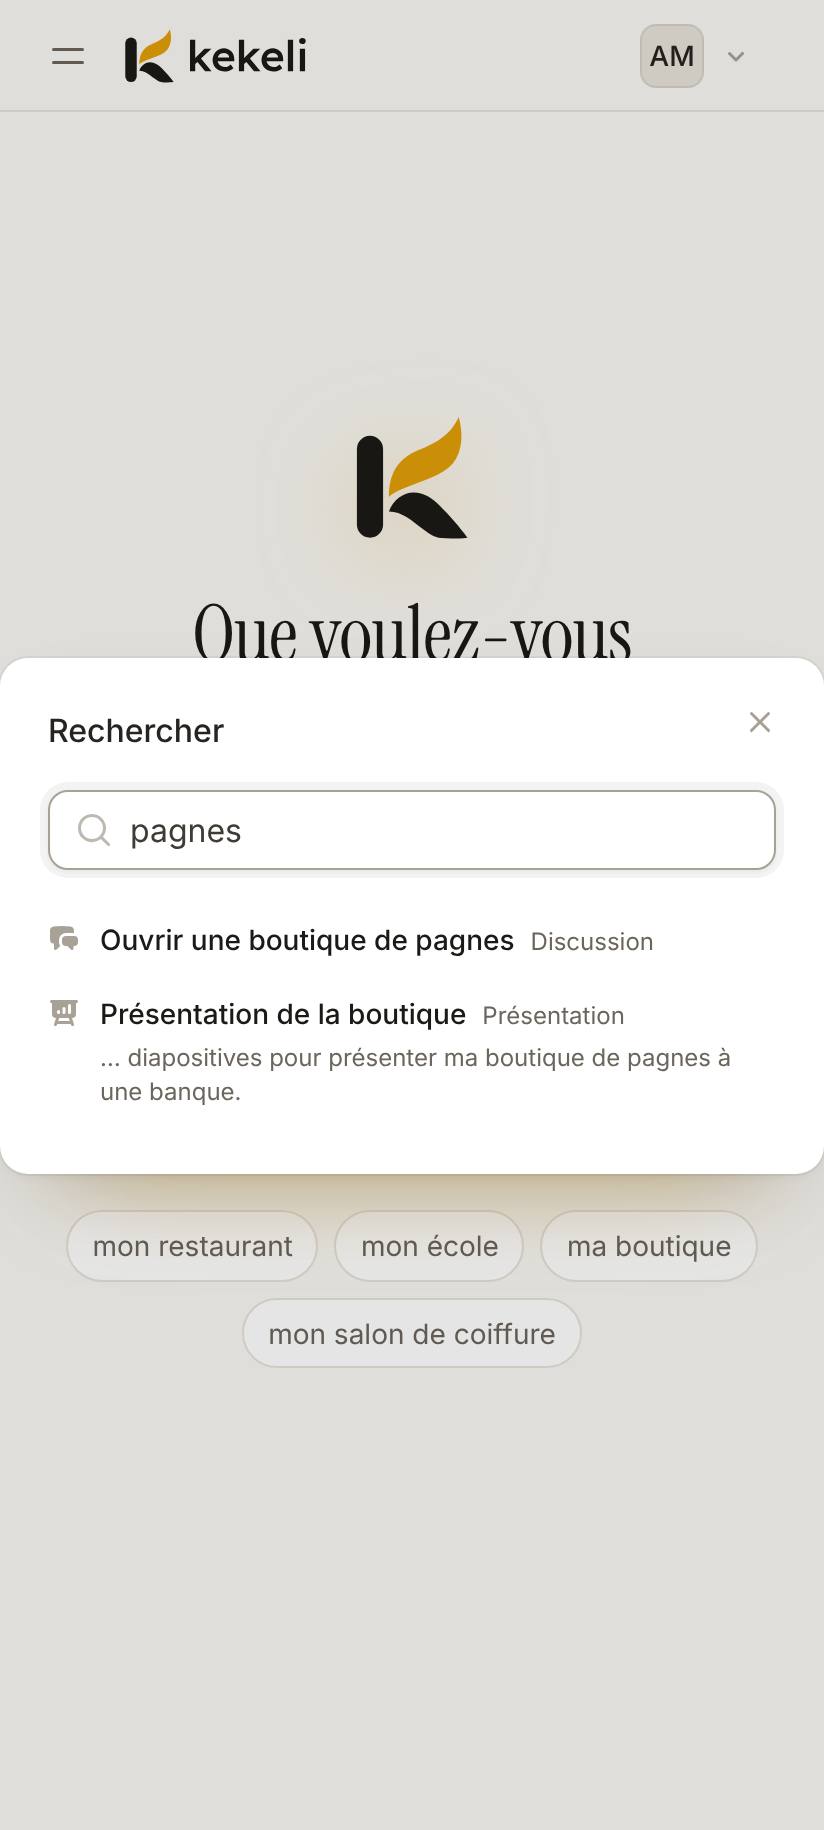 kekeli
AM
Que voulez-vous
Rechercher
pagnes
Ouvrir une boutique de pagnes Discussion
Présentation de la boutique Présentation
... diapositives pour présenter ma boutique de pagnes à
une banque.
mon restaurant
mon école
ma boutique
mon salon de coiffure